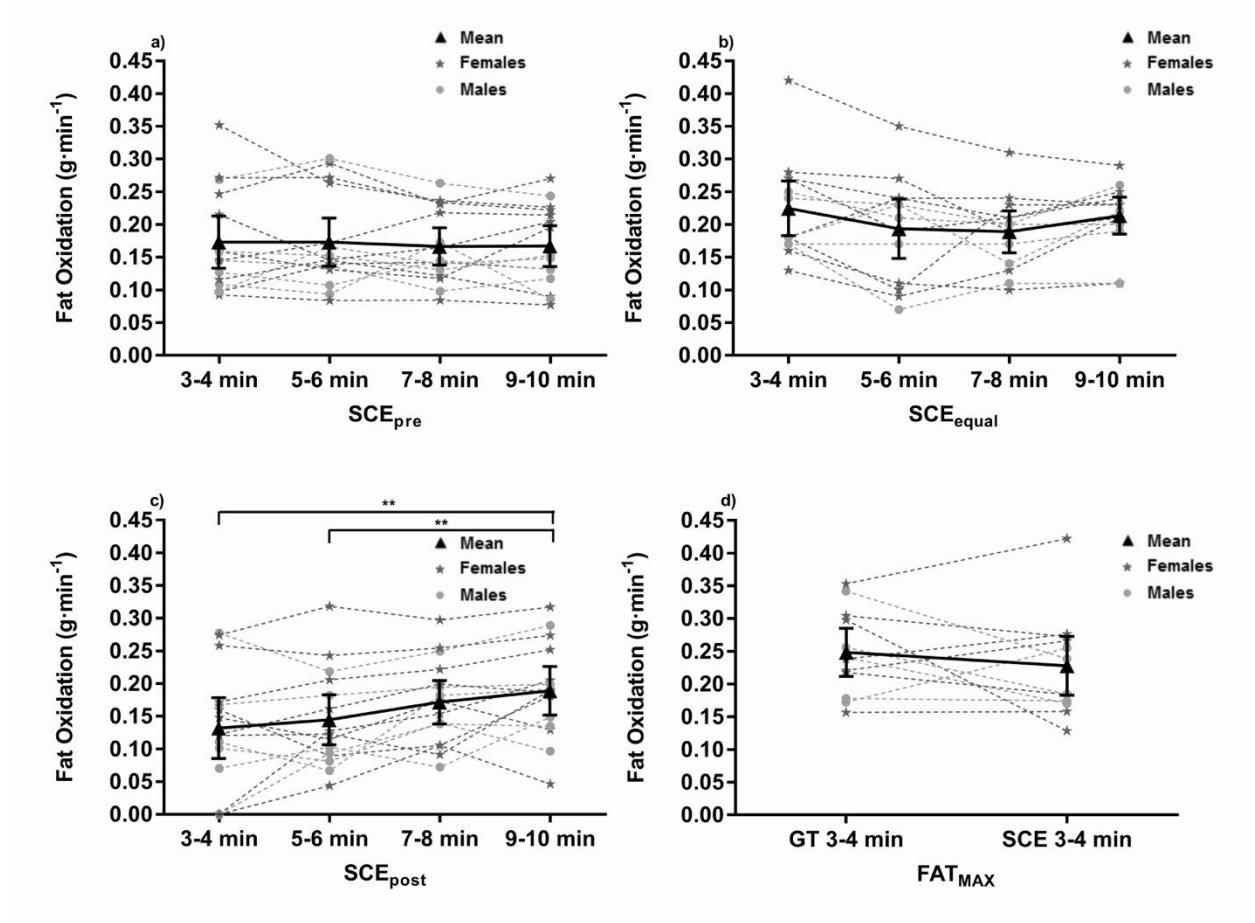 a)
Mean
Females
Males
Fat Oxidation (g·min⁻¹)
0.45
0.40
0.35
0.30
0.25
0.20
0.15
0.10
0.05
0.00
3-4 min 5-6 min 7-8 min 9-10 min
SCEpre
b)
Mean
Females
Males
Fat Oxidation (g·min⁻¹)
0.45
0.40
0.35
0.30
0.25
0.20
0.15
0.10
0.05
0.00
3-4 min 5-6 min 7-8 min 9-10 min
SCEequal
c)
**
**
Mean
Females
Males
Fat Oxidation (g·min⁻¹)
0.45
0.40
0.35
0.30
0.25
0.20
0.15
0.10
0.05
0.00
3-4 min 5-6 min 7-8 min 9-10 min
SCEpost
d)
Mean
Females
Males
Fat Oxidation (g·min⁻¹)
0.45
0.40
0.35
0.30
0.25
0.20
0.15
0.10
0.05
0.00
GT 3-4 min SCE 3-4 min
FATMAX